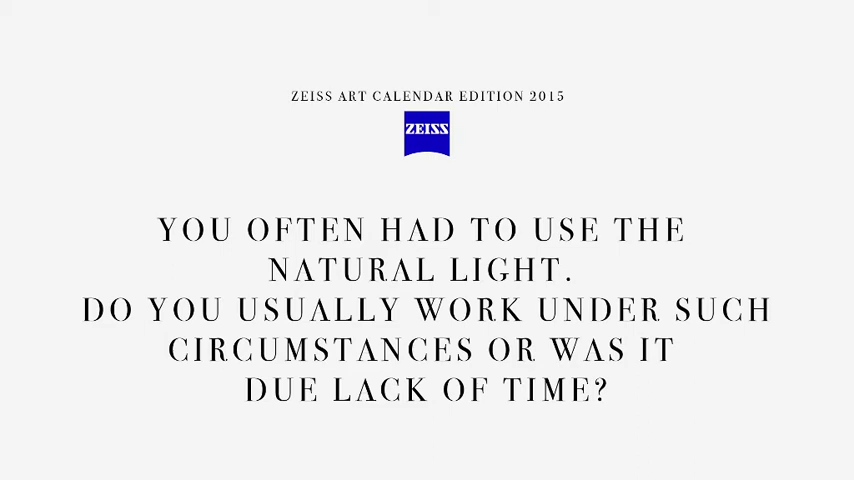 ZEISS ART CALENDAR EDITION 2015
ZEISS
YOU OFTEN HAD TO USE THE
NATURAL LIGHT.
DO YOU USUALLY WORK UNDER SUCH
CIRCUMSTANCES OR WAS IT
DUE LACK OF TIME?